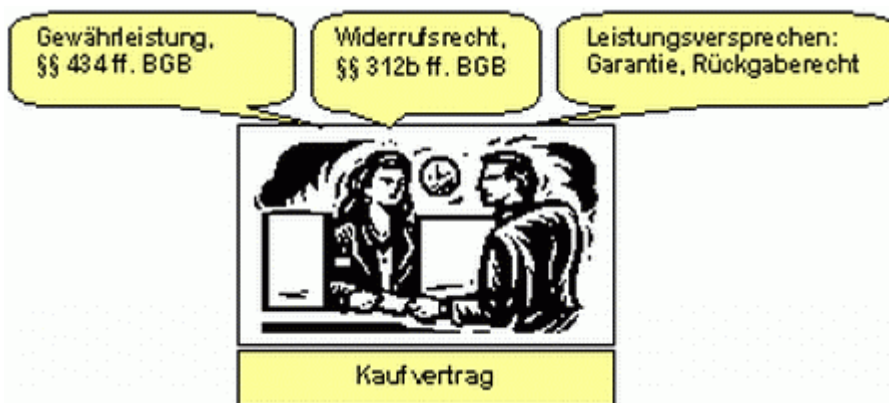 Gewährleistung,
§§ 434 ff. BGB
Widerrufsrecht,
§§ 312b ff. BGB
Leistungsversprechen:
Garantie, Rückgaberecht
Kaufvertrag